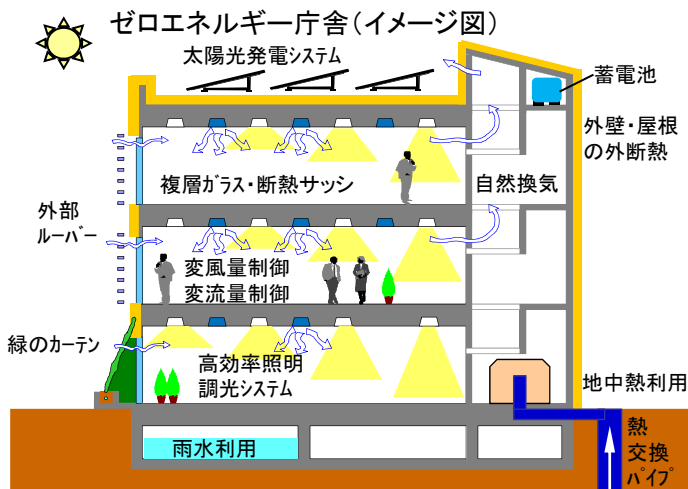 ゼロエネルギー庁舎(イメージ図)
太陽光発電システム
蓄電池
外壁・屋根
の外断熱
複層ガラス・断熱サッシ
自然換気
外部
ルーバー
変風量制御
変流量制御
緑のカーテン
高効率照明
調光システム
地中熱利用
雨水利用
熱
交換
パイプ